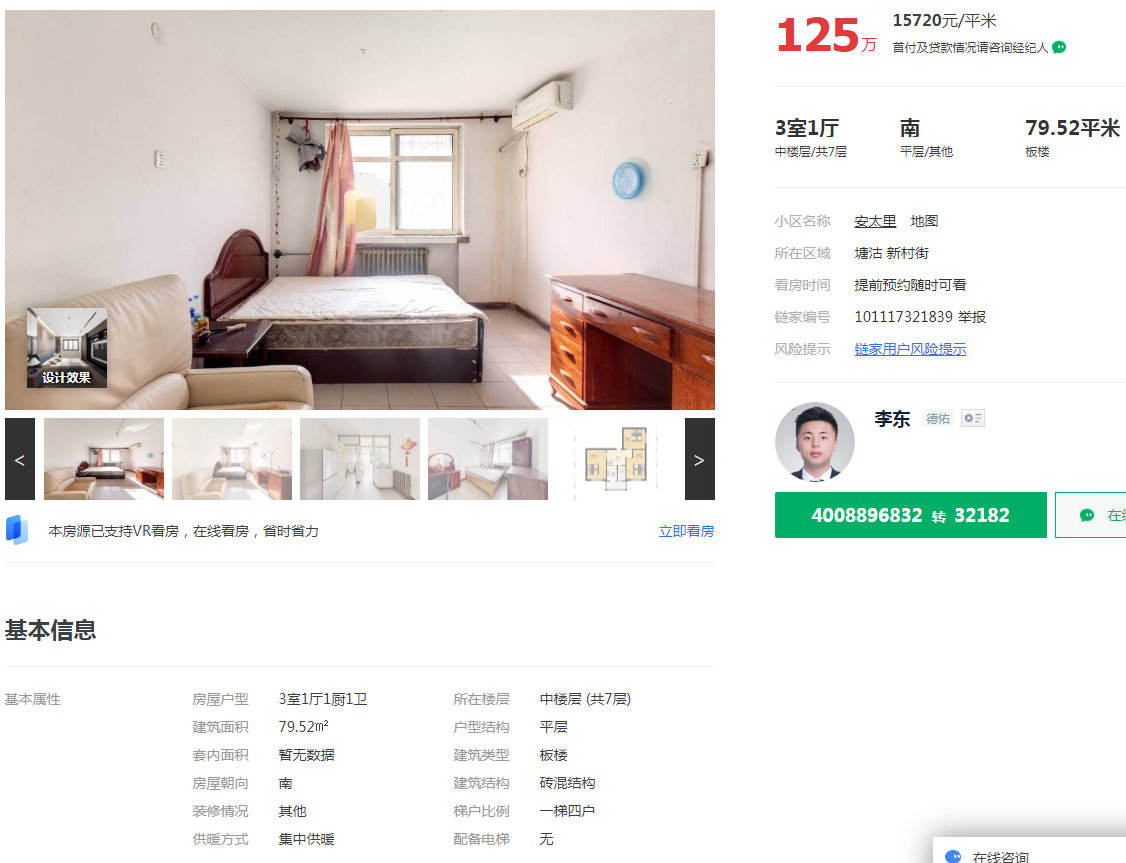 125万
15720元/平米
首付及贷款情况请咨询经纪人
3室1厅
中楼层/共7层
南
平层/其他
79.52平米
板楼
小区名称 安太里 地图
所在区域 塘沽 新村街
看房时间 提前预约随时可看
链家编号 101117321839 举报
风险提示 链家用户风险提示
李东 德佑
4008896832 转 32182
在线
设计效果
<
>
本房源已支持VR看房，在线看房，省时省力 立即看房
基本信息
基本属性
房屋户型 3室1厅1厨1卫 所在楼层 中楼层 (共7层)
建筑面积 79.52㎡ 户型结构 平层
套内面积 暂无数据 建筑类型 板楼
房屋朝向 南 建筑结构 砖混结构
装修情况 其他 梯户比例 一梯四户
供暖方式 集中供暖 配备电梯 无
在线咨询